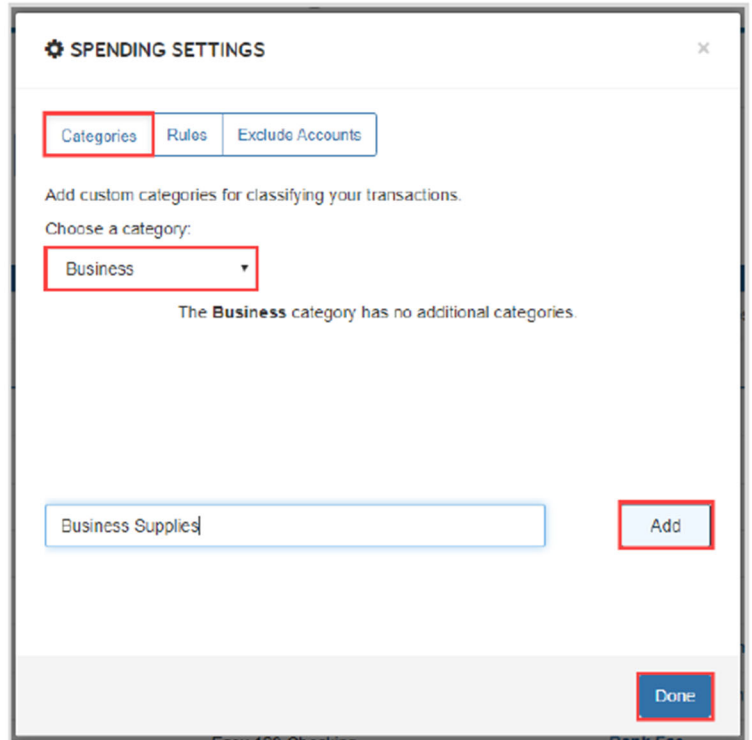 SPENDING SETTINGS
×
Categories Rules Exclude Accounts
Add custom categories for classifying your transactions.
Choose a category:
Business
The Business category has no additional categories.
Business Supplies
Add
Done